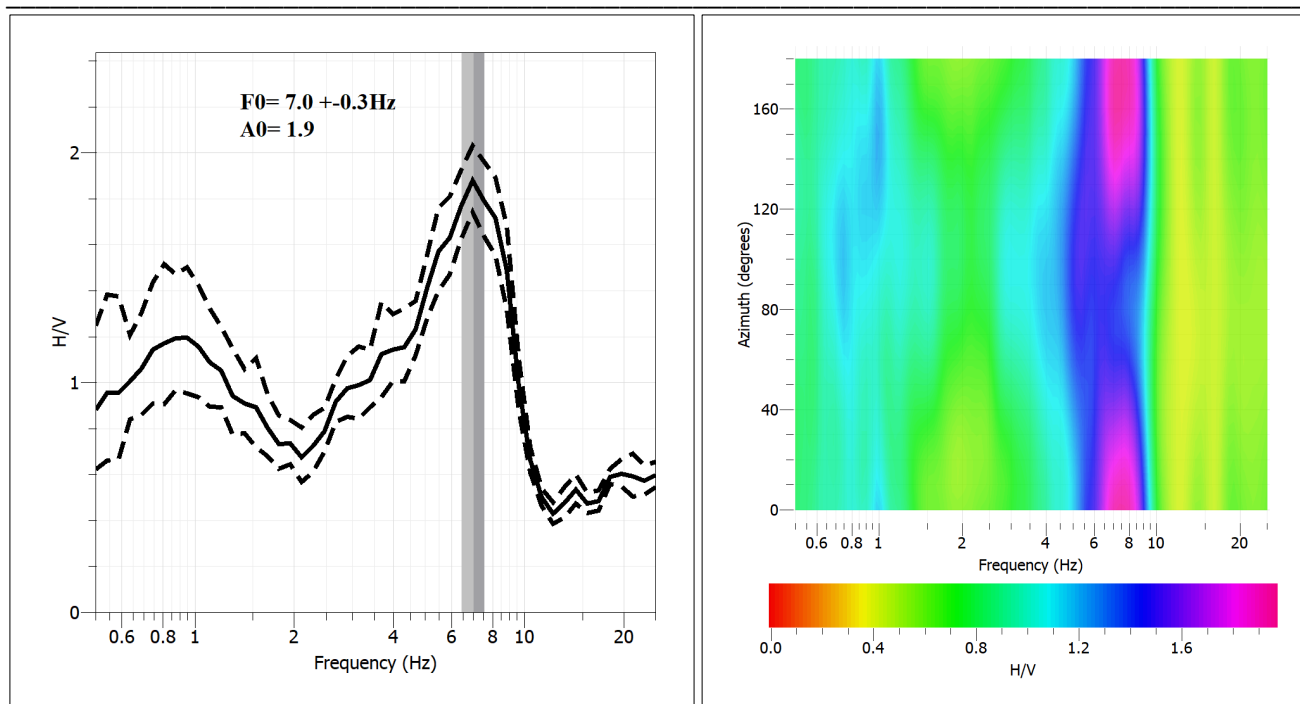 F0= 7.0 +-0.3Hz
A0= 1.9
2
1
0
H/V
0.6 0.8 1 2 4 6 8 10 20
Frequency (Hz)
160
120
80
40
0
Azimuth (degrees)
0.6 0.8 1 2 4 6 8 10 20
Frequency (Hz)
0.0 0.4 0.8 1.2 1.6
H/V